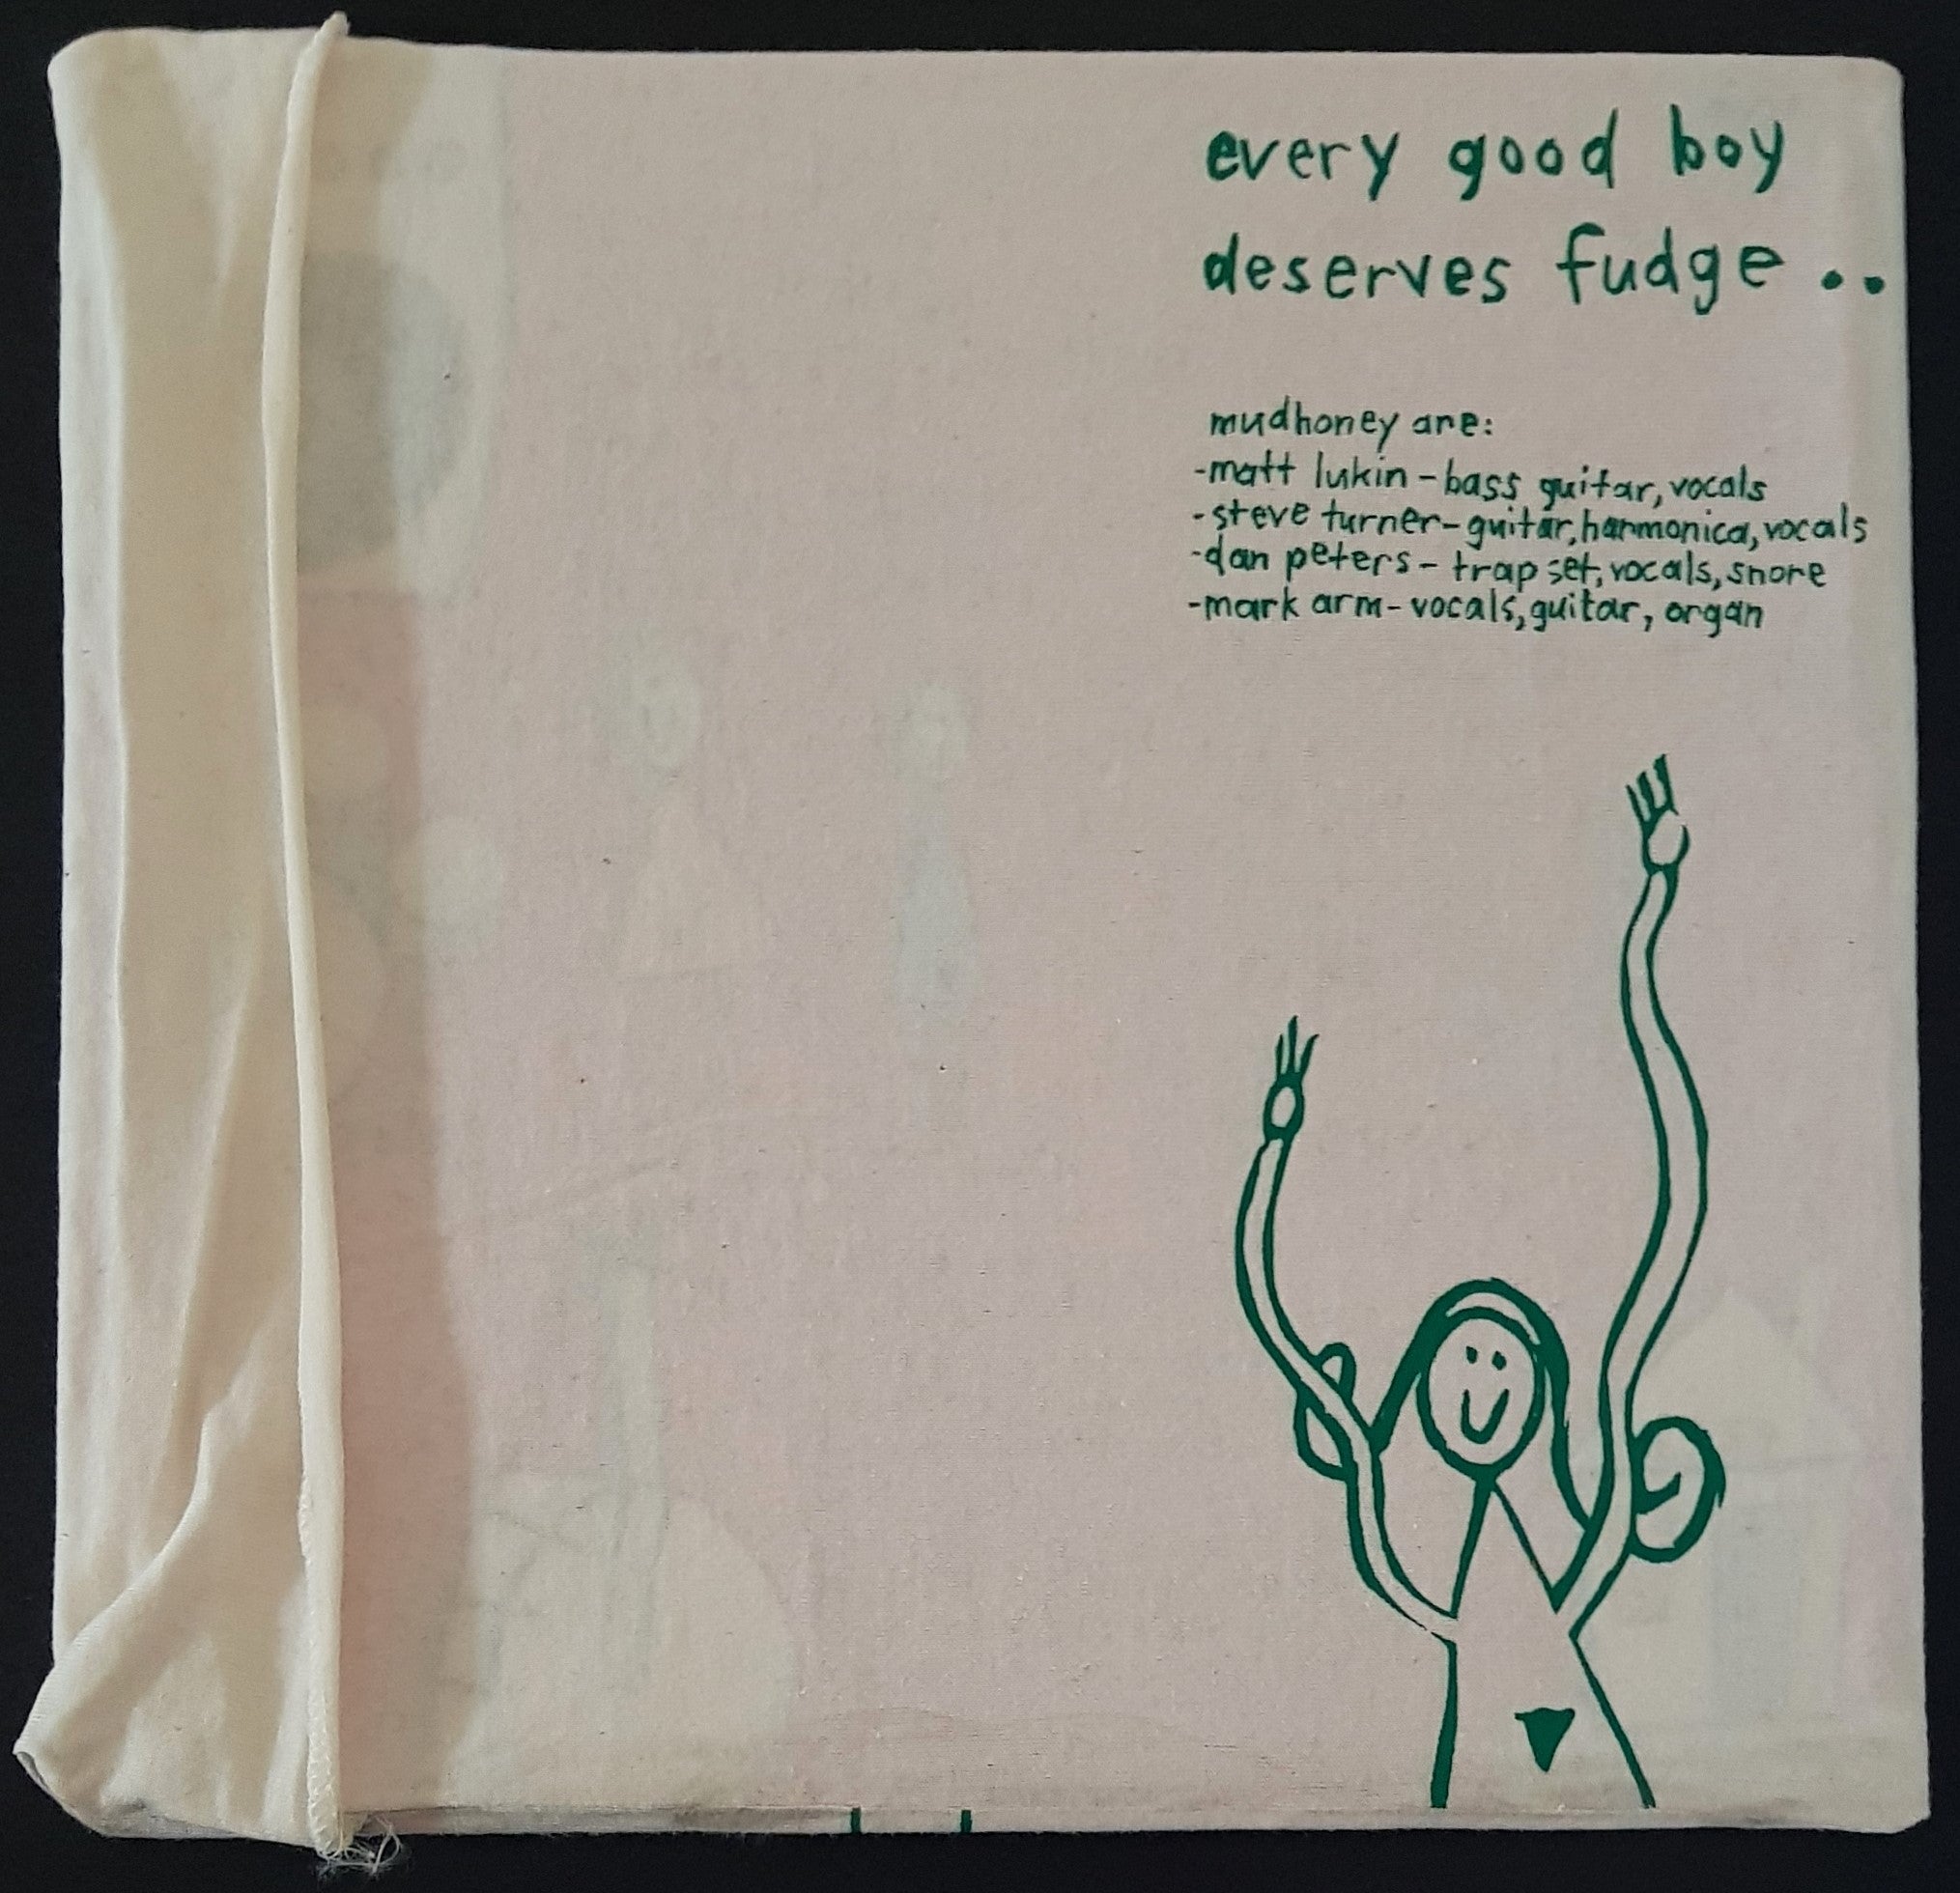 every good boy
deserves fudge ..
mudhoney are:
-matt lukin-bass guitar, vocals
-steve turner-guitar, harmonica, vocals
-dan peters- trap set, vocals, snore
-mark arm- vocals, guitar, organ